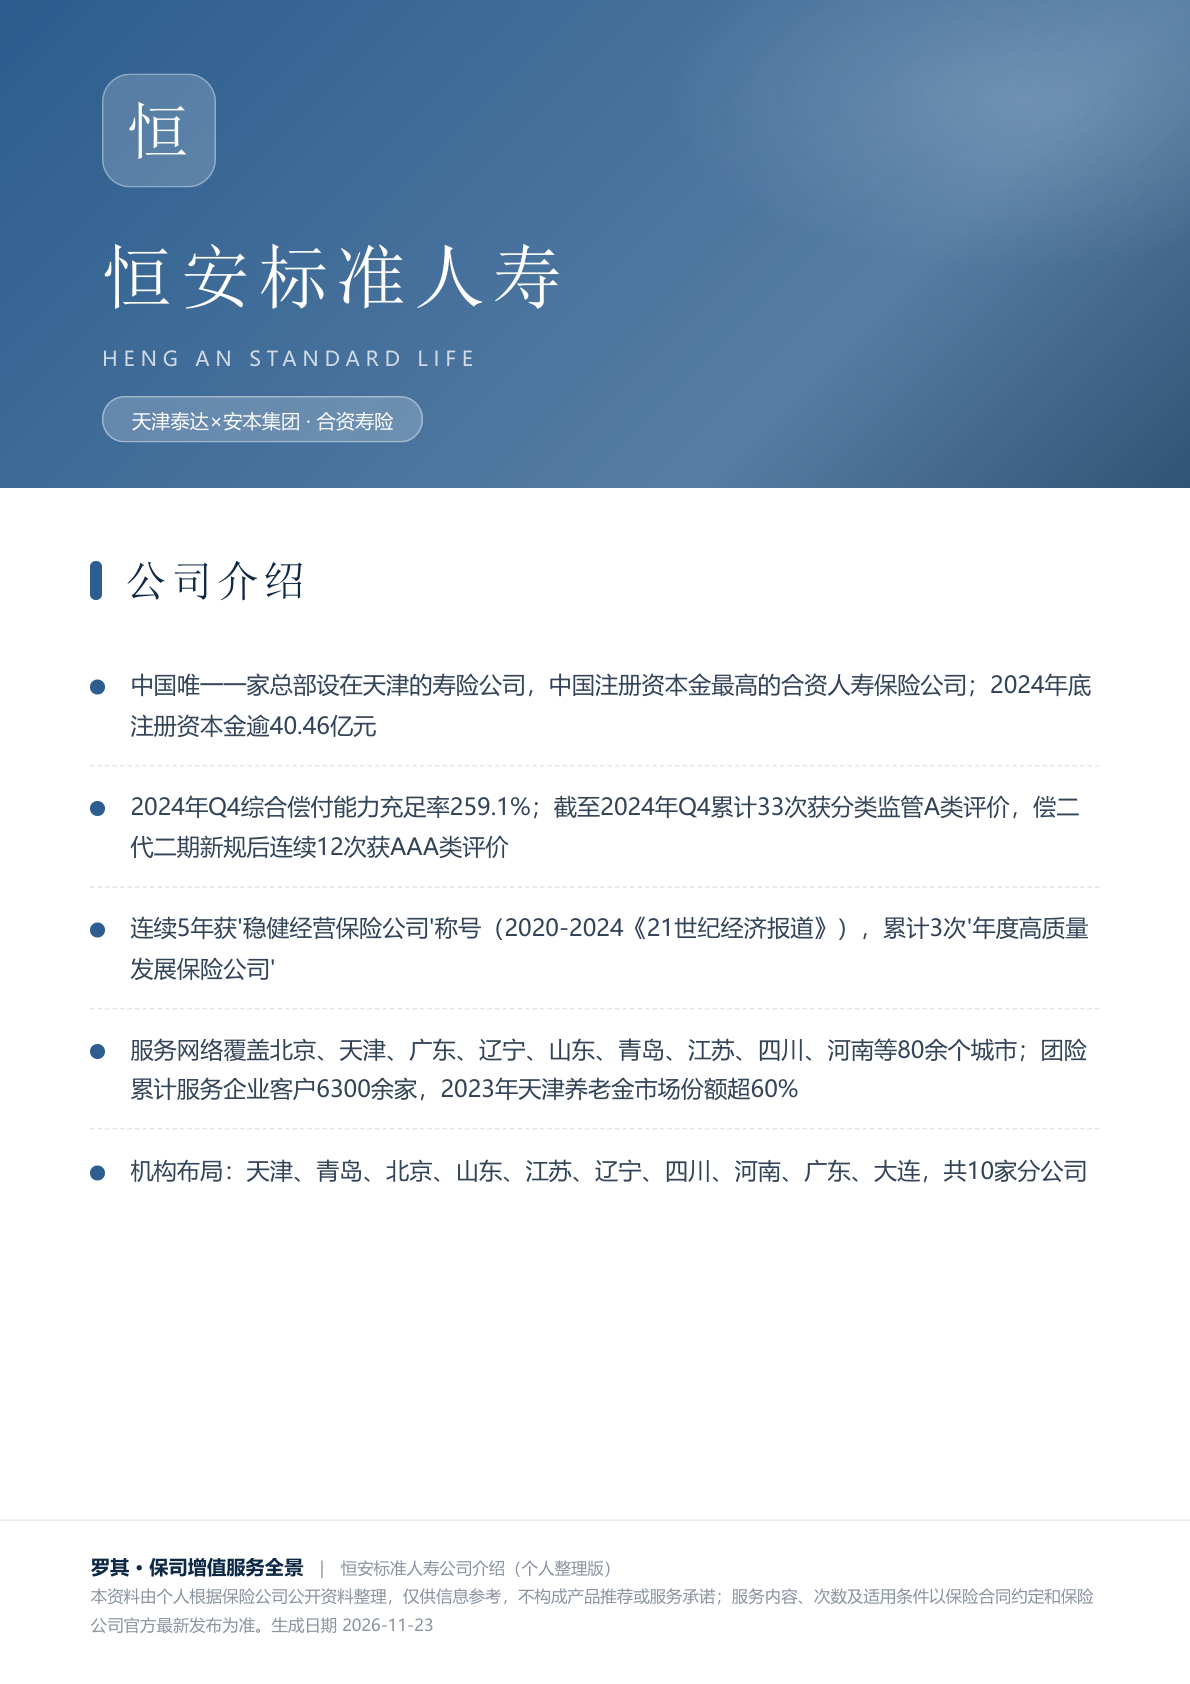 恒
恒安标准人寿
HENG AN STANDARD LIFE
天津泰达×安本集团 · 合资寿险
公司介绍
中国唯一一家总部设在天津的寿险公司，中国注册资本金最高的合资人寿保险公司；2024年底
注册资本金逾40.46亿元
2024年Q4综合偿付能力充足率259.1%；截至2024年Q4累计33次获分类监管A类评价，偿二
代二期新规后连续12次获AAA类评价
连续5年获'稳健经营保险公司'称号（2020-2024《21世纪经济报道》），累计3次'年度高质量
发展保险公司'
服务网络覆盖北京、天津、广东、辽宁、山东、青岛、江苏、四川、河南等80余个城市；团险
累计服务企业客户6300余家，2023年天津养老金市场份额超60%
机构布局：天津、青岛、北京、山东、江苏、辽宁、四川、河南、广东、大连，共10家分公司
罗其 · 保司增值服务全景 ｜ 恒安标准人寿公司介绍（个人整理版）
本资料由个人根据保险公司公开资料整理，仅供信息参考，不构成产品推荐或服务承诺；服务内容、次数及适用条件以保险合同约定和保险
公司官方最新发布为准。生成日期 2026-11-23